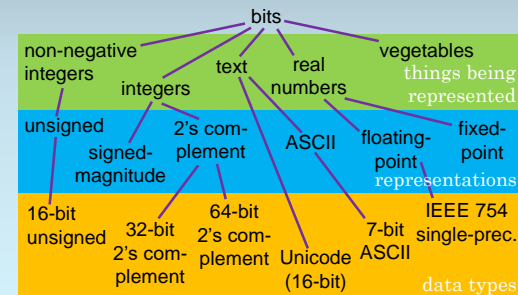 bits
non-negative
integers
integers
text
real
numbers
vegetables
things being
represented
unsigned
signed-
magnitude
2's com-
plement
ASCII
floating-
point
fixed-
point
representations
16-bit
unsigned
32-bit
2's com-
plement
64-bit
2's com-
plement
Unicode
(16-bit)
7-bit
ASCII
IEEE 754
single-prec.
data types